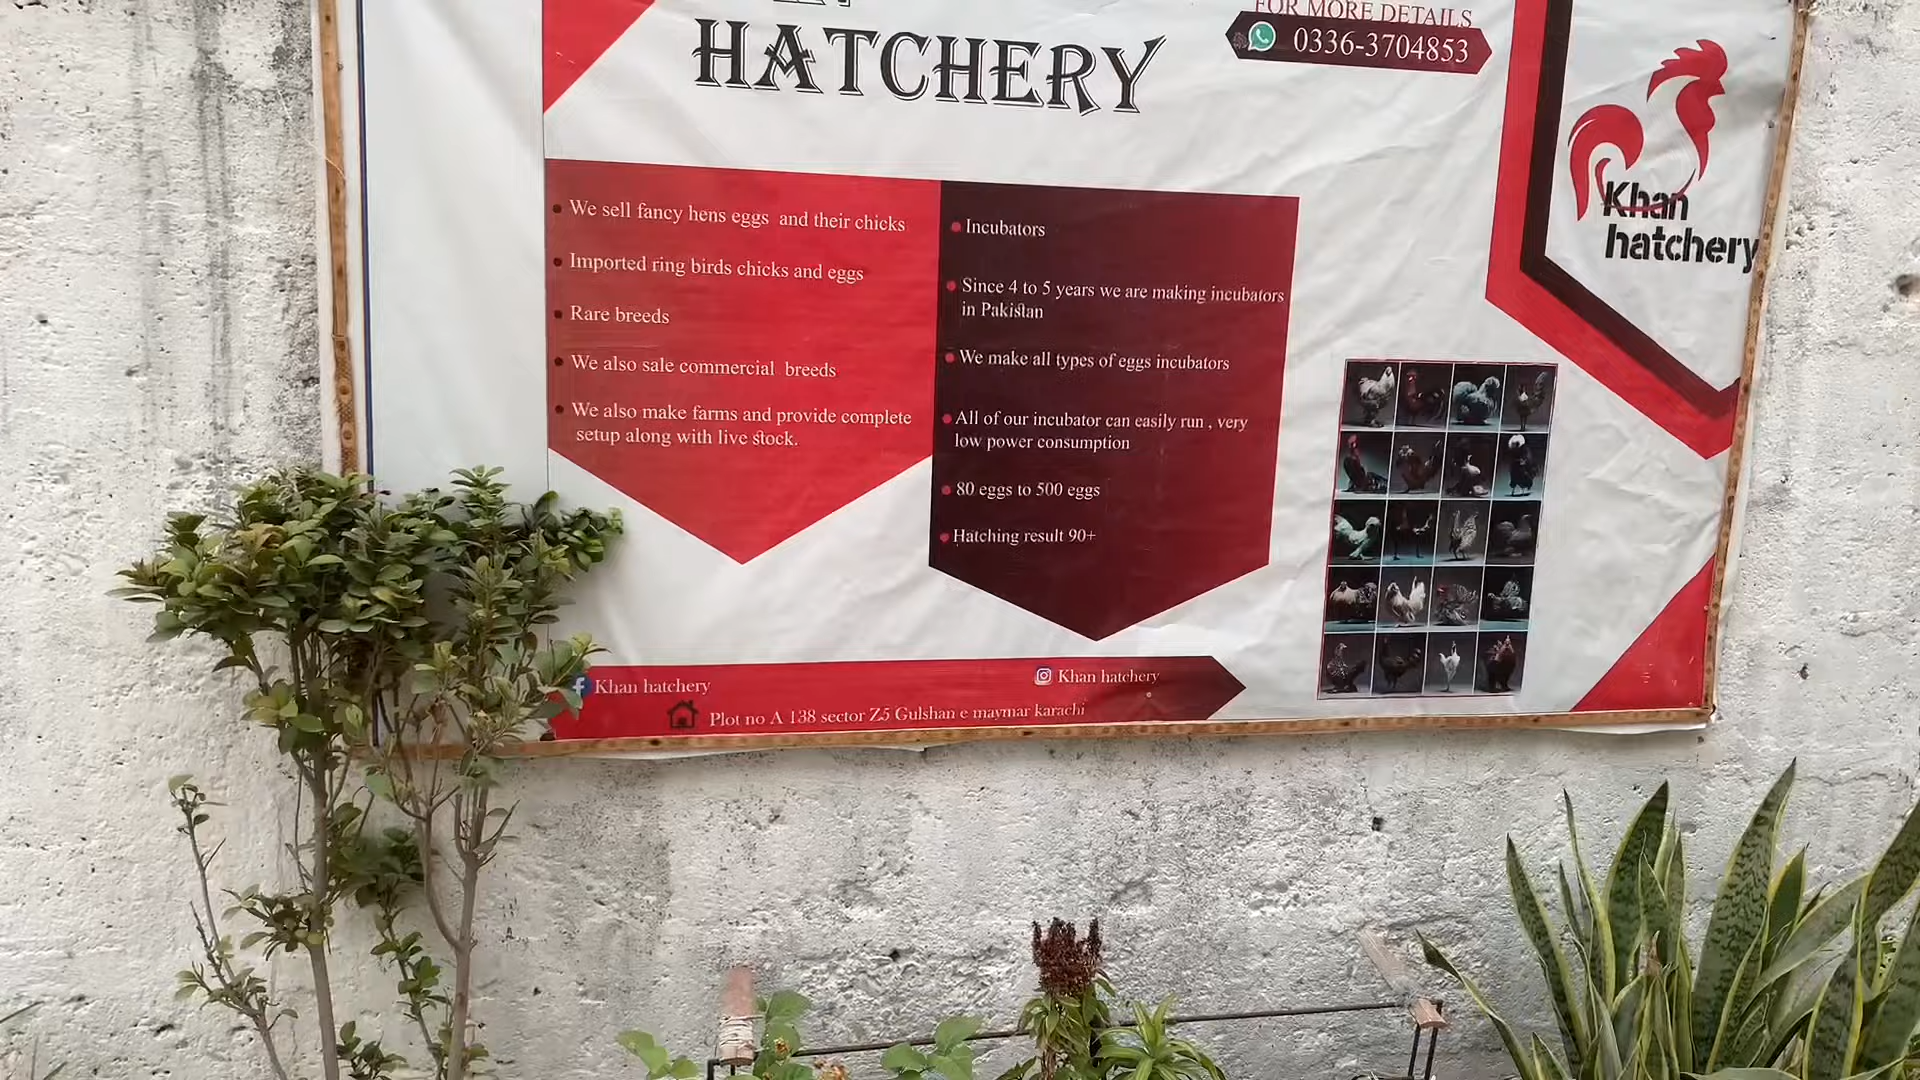 HATCHERY
FOR MORE DETAILS
0336-3704853
Khan
hatchery
We sell fancy hens eggs and their chicks
Imported ring birds chicks and eggs
Rare breeds
We also sale commercial breeds
We also make farms and provide complete
setup along with live stock.
Incubators
Since 4 to 5 years we are making incubators
in Pakistan
We make all types of eggs incubators
All of our incubator can easily run , very
low power consumption
80 eggs to 500 eggs
Hatching result 90+
Khan hatchery
Khan hatchery
Plot no A 138 sector Z5 Gulshan e maymar karachi